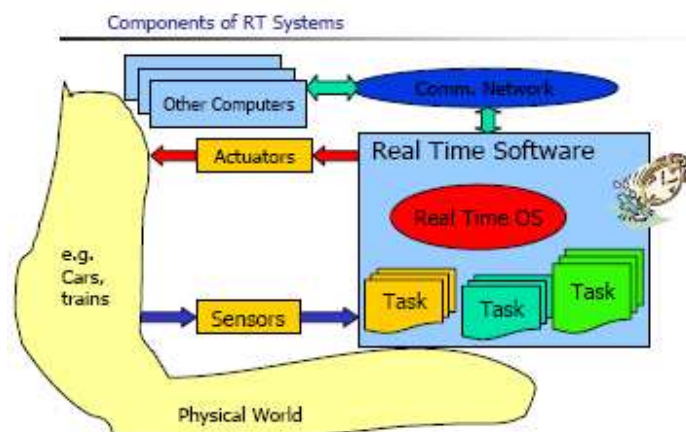 Components of RT Systems
Other Computers
Comm. Network
Actuators
Real Time Software
Real Time OS
e.g.
Cars,
trains
Sensors
Task
Task
Task
Physical World